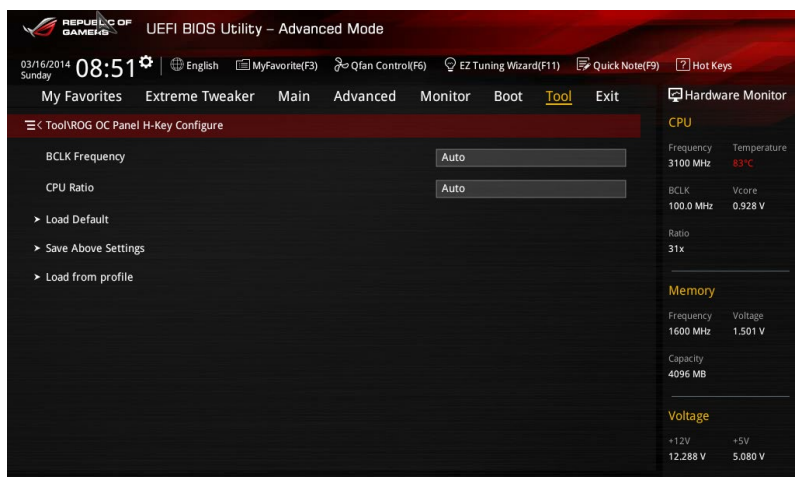 REPUBLIC OF
GAMERS
UEFI BIOS Utility – Advanced Mode
03/16/2014
Sunday
08:51
English
MyFavorite(F3)
Qfan Control(F6)
EZ Tuning Wizard(F11)
Quick Note(F9)
? Hot Keys
My Favorites Extreme Tweaker Main Advanced Monitor Boot Tool Exit
Hardware Monitor
< Tool\ROG OC Panel H-Key Configure
BCLK Frequency Auto
CPU Ratio Auto
> Load Default
> Save Above Settings
> Load from profile
CPU
Frequency Temperature
3100 MHz 83°C
BCLK Vcore
100.0 MHz 0.928 V
Ratio
31x
Memory
Frequency Voltage
1600 MHz 1.501 V
Capacity
4096 MB
Voltage
+12V +5V
12.288 V 5.080 V